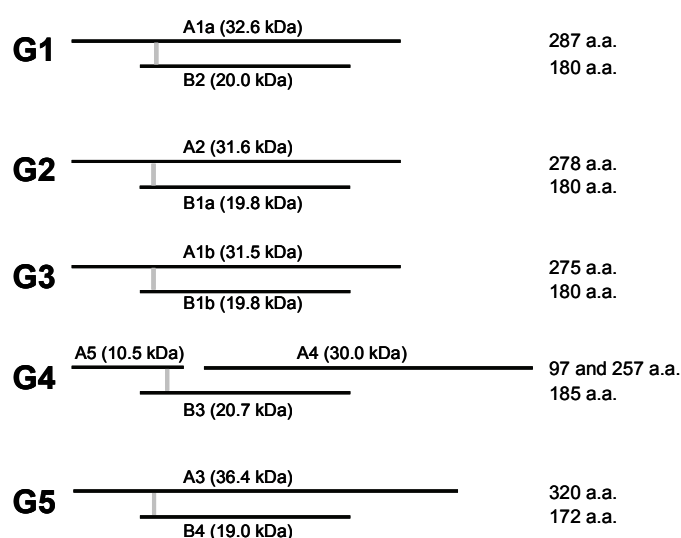 A1a (32.6 kDa)
G1
287 a.a.
180 a.a.
B2 (20.0 kDa)
A2 (31.6 kDa)
G2
278 a.a.
180 a.a.
B1a (19.8 kDa)
A1b (31.5 kDa)
G3
275 a.a.
180 a.a.
B1b (19.8 kDa)
A5 (10.5 kDa) A4 (30.0 kDa)
G4
97 and 257 a.a.
185 a.a.
B3 (20.7 kDa)
A3 (36.4 kDa)
G5
320 a.a.
172 a.a.
B4 (19.0 kDa)